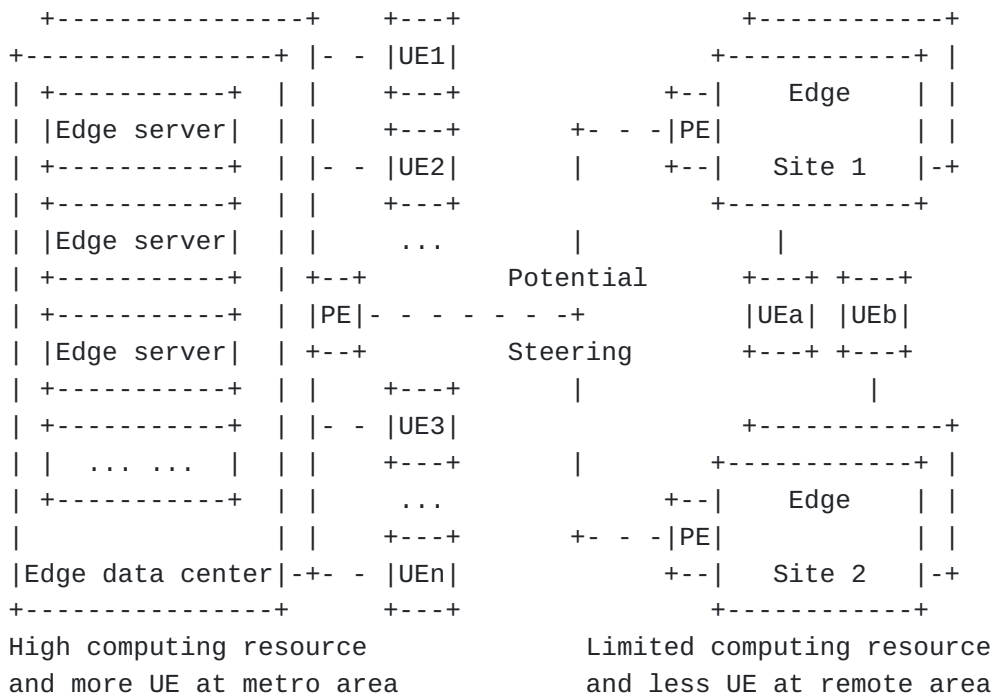 +----------------+    +---+                  +------------+
+----------------+ |- - |UE1|                +------------+ |
| +-----------+  | |    +---+             +--|    Edge    | |
| |Edge server|  | |    +---+       +- - -|PE|            | |
| +-----------+  | |- - |UE2|       |     +--|   Site 1   |-+
| +-----------+  | |    +---+                +------------+
| |Edge server|  | |     ...        |            |
| +-----------+  | +--+         Potential      +---+ +---+
| +-----------+  | |PE|- - - - - - -+          |UEa| |UEb|
| |Edge server|  | +--+         Steering       +---+ +---+
| +-----------+  | |    +---+       |                  |
| +-----------+  | |- - |UE3|                  +------------+
| |  ... ...  |  | |    +---+       |        +------------+ |
| +-----------+  | |     ...              +--|    Edge    | |
|                | |    +---+       +- - -|PE|            | |
|Edge data center|-+- - |UEn|             +--|   Site 2   |-+
+----------------+      +---+                +------------+
High computing resource              Limited computing resource
and more UE at metro area            and less UE at remote area